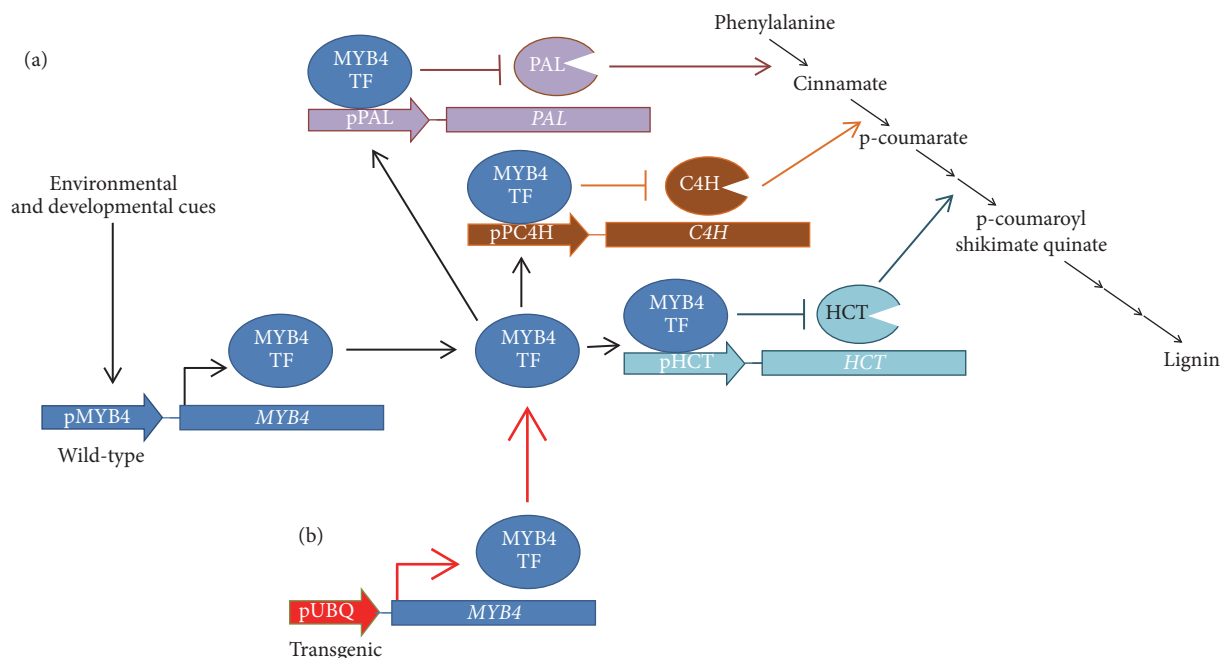 (a)
Phenylalanine
MYB4
TF
PAL
Cinnamate
pPAL
PAL
p-coumarate
MYB4
TF
C4H
Environmental
and developmental cues
pPC4H
C4H
p-coumaroyl
shikimate quinate
MYB4
TF
HCT
MYB4
TF
MYB4
TF
pHCT
HCT
Lignin
pMYB4
MYB4
Wild-type
(b)
MYB4
TF
pUBQ
MYB4
Transgenic